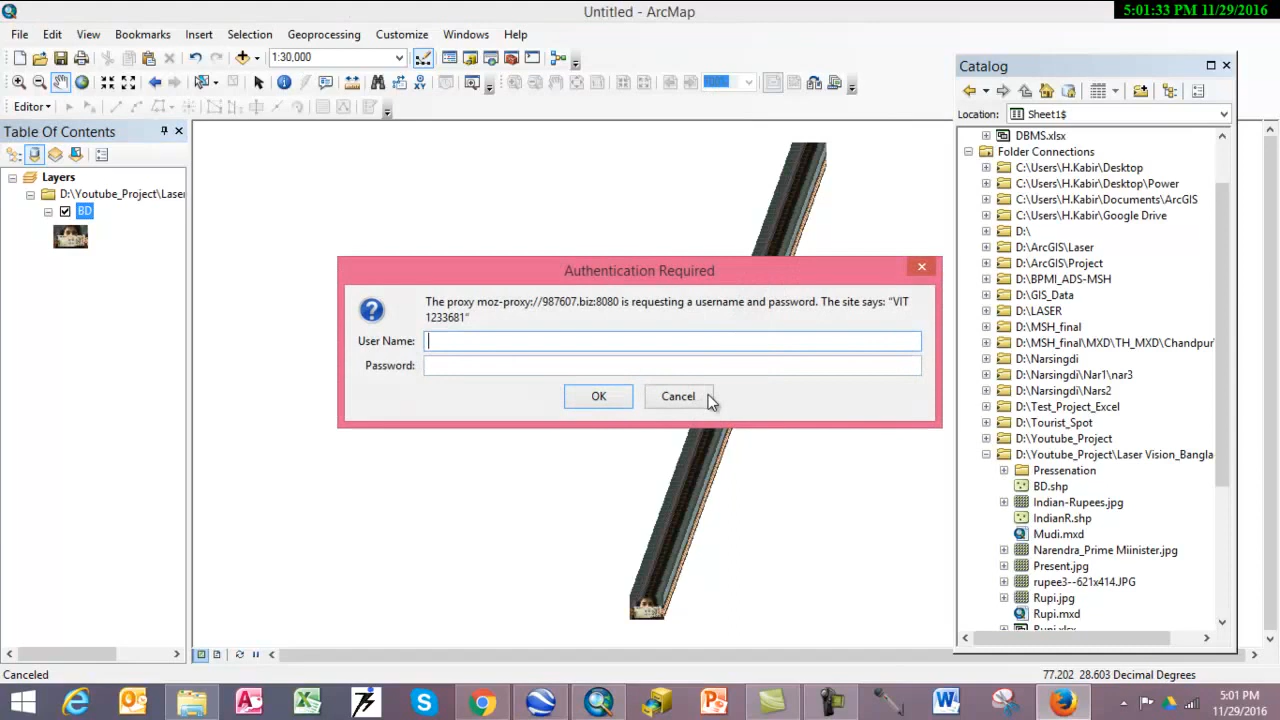 5:01:33 PM 11/29/2016
Untitled - ArcMap
File Edit View Bookmarks Insert Selection Geoprocessing Customize Windows Help
1:30,000
Editor
Table Of Contents
Layers
D:\Youtube_Project\Laser
BD
Authentication Required
The proxy moz-proxy://987607.biz:8080 is requesting a username and password. The site says: "VIT
1233681"
User Name:
Password:
OK Cancel
Catalog
Location: Sheet1$
DBMS.xlsx
Folder Connections
C:\Users\H.Kabir\Desktop
C:\Users\H.Kabir\Desktop\Power
C:\Users\H.Kabir\Documents\ArcGIS
C:\Users\H.Kabir\Google Drive
D:\
D:\ArcGIS\Laser
D:\ArcGIS\Project
D:\BPMI_ADS-MSH
D:\GIS_Data
D:\LASER
D:\MSH_final
D:\MSH_final\MXD\TH_MXD\Chandpur
D:\Narsingdi
D:\Narsingdi\Nar1\nar3
D:\Narsingdi\Nars2
D:\Test_Project_Excel
D:\Tourist_Spot
D:\Youtube_Project
D:\Youtube_Project\Laser Vision_Bangla
Pressenation
BD.shp
Indian-Rupees.jpg
IndianR.shp
Mudi.mxd
Narendra_Prime Miinister.jpg
Present.jpg
rupee3--621x414.JPG
Rupi.jpg
Rupi.mxd
Rupi.xlsx
Canceled
77.202 28.603 Decimal Degrees
5:01 PM
11/29/2016